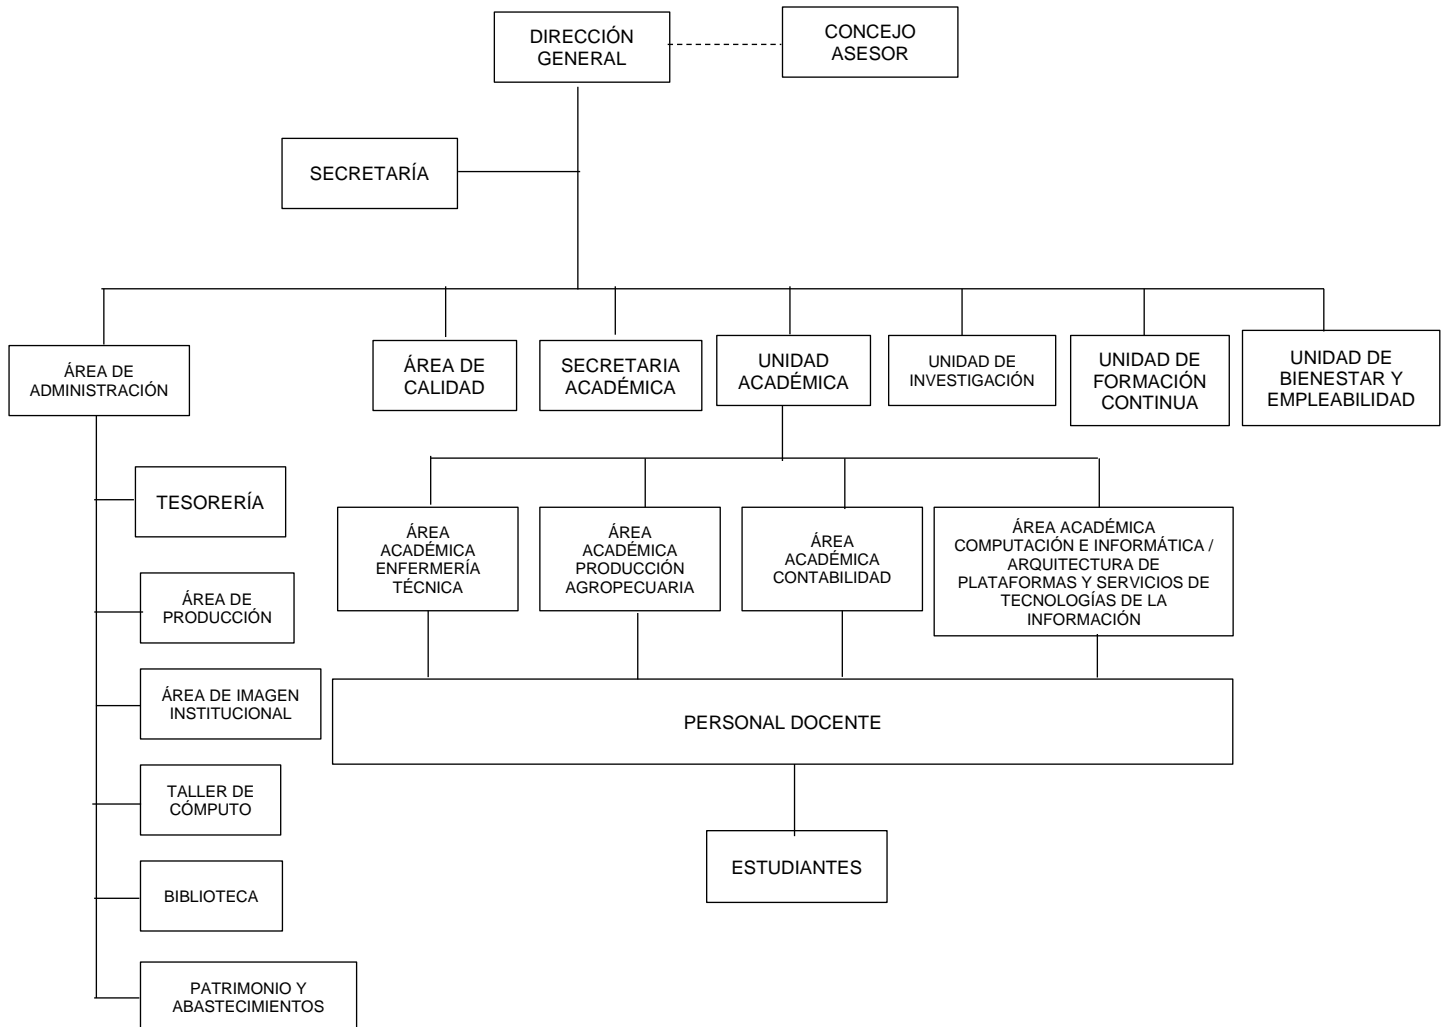 DIRECCIÓN
GENERAL
CONCEJO
ASESOR
SECRETARÍA
ÁREA DE
ADMINISTRACIÓN
ÁREA DE
CALIDAD
SECRETARIA
ACADÉMICA
UNIDAD
ACADÉMICA
UNIDAD DE
INVESTIGACIÓN
UNIDAD DE
FORMACIÓN
CONTINUA
UNIDAD DE
BIENESTAR Y
EMPLEABILIDAD
TESORERÍA
ÁREA DE
PRODUCCIÓN
ÁREA DE IMAGEN
INSTITUCIONAL
TALLER DE
CÓMPUTO
BIBLIOTECA
PATRIMONIO Y
ABASTECIMIENTOS
ÁREA
ACADÉMICA
ENFERMERÍA
TÉCNICA
ÁREA
ACADÉMICA
PRODUCCIÓN
AGROPECUARIA
ÁREA
ACADÉMICA
CONTABILIDAD
ÁREA ACADÉMICA
COMPUTACIÓN E INFORMÁTICA /
ARQUITECTURA DE
PLATAFORMAS Y SERVICIOS DE
TECNOLOGÍAS DE LA
INFORMACIÓN
PERSONAL DOCENTE
ESTUDIANTES